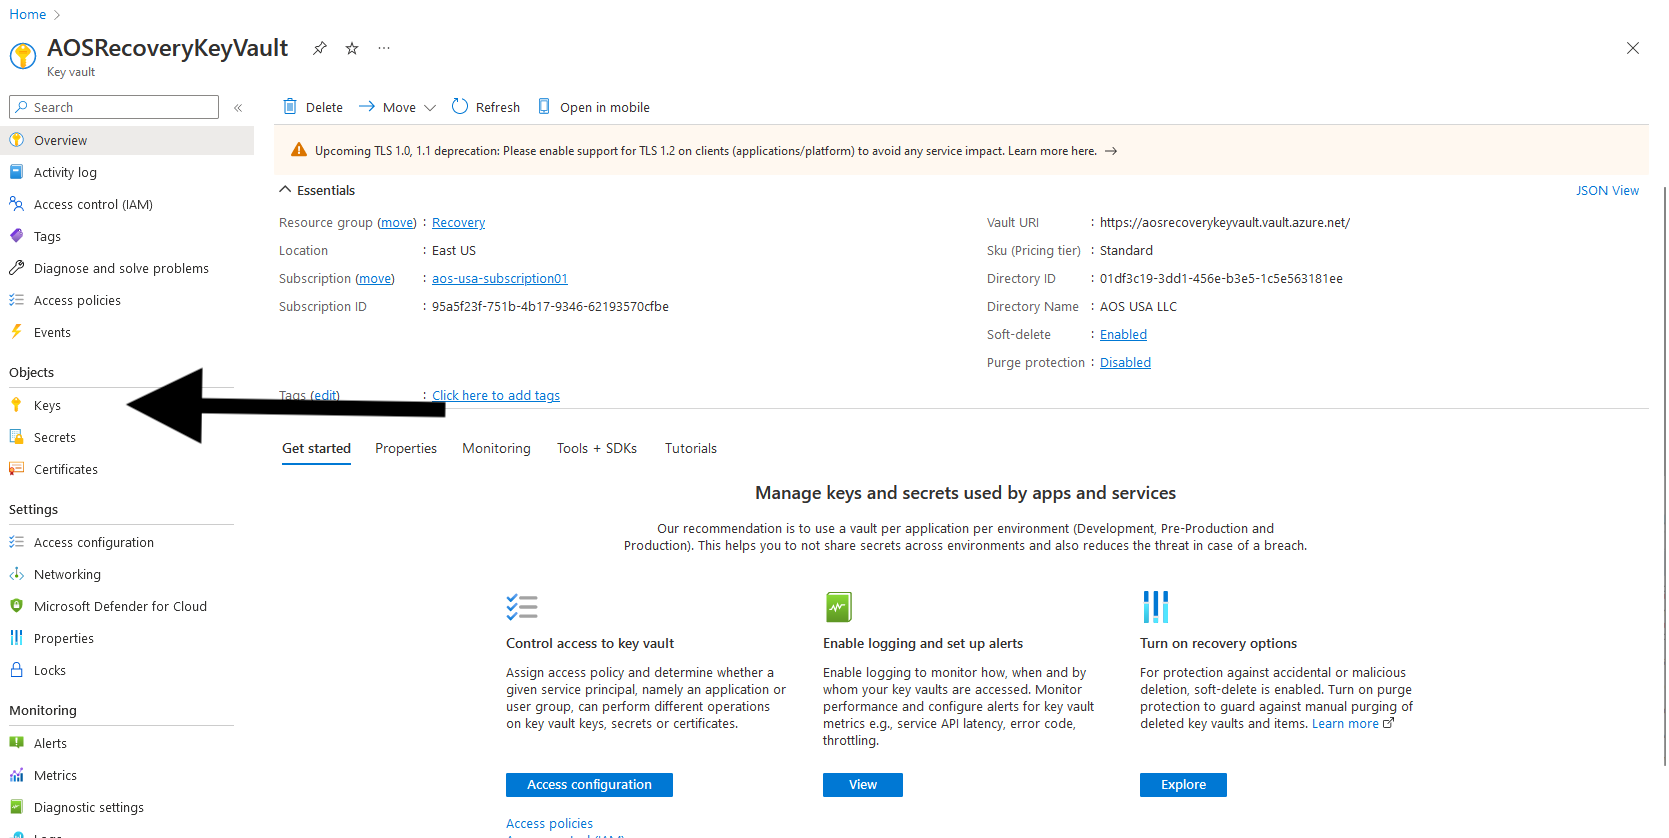 Home
AOSRecoveryKeyVault
Key vault
Search
Overview
Activity log
Access control (IAM)
Tags
Diagnose and solve problems
Access policies
Events
Objects
Keys
Secrets
Certificates
Settings
Access configuration
Networking
Microsoft Defender for Cloud
Properties
Locks
Monitoring
Alerts
Metrics
Diagnostic settings
Logs
Delete
Move
Refresh
Open in mobile
Upcoming TLS 1.0, 1.1 deprecation: Please enable support for TLS 1.2 on clients (applications/platform) to avoid any service impact. Learn more here.
Essentials
JSON View
Resource group (move) : Recovery
Location : East US
Subscription (move) : aos-usa-subscription01
Subscription ID : 95a5f23f-751b-4b17-9346-62193570cfbe
Vault URI : https://aosrecoverykeyvault.vault.azure.net/
Sku (Pricing tier) : Standard
Directory ID : 01df3c19-3dd1-456e-b3e5-1c5e563181ee
Directory Name : AOS USA LLC
Soft-delete : Enabled
Purge protection : Disabled
Tags (edit) : Click here to add tags
Get started
Properties
Monitoring
Tools + SDKs
Tutorials
Manage keys and secrets used by apps and services
Our recommendation is to use a vault per application per environment (Development, Pre-Production and
Production). This helps you to not share secrets across environments and also reduces the threat in case of a breach.
Control access to key vault
Assign access policy and determine whether a
given service principal, namely an application or
user group, can perform different operations
on key vault keys, secrets or certificates.
Access configuration
Access policies
Enable logging and set up alerts
Enable logging to monitor how, when and by
whom your key vaults are accessed. Monitor
performance and configure alerts for key vault
metrics e.g., service API latency, error code,
throttling.
View
Turn on recovery options
For protection against accidental or malicious
deletion, soft-delete is enabled. Turn on purge
protection to guard against manual purging of
deleted key vaults and items. Learn more
Explore